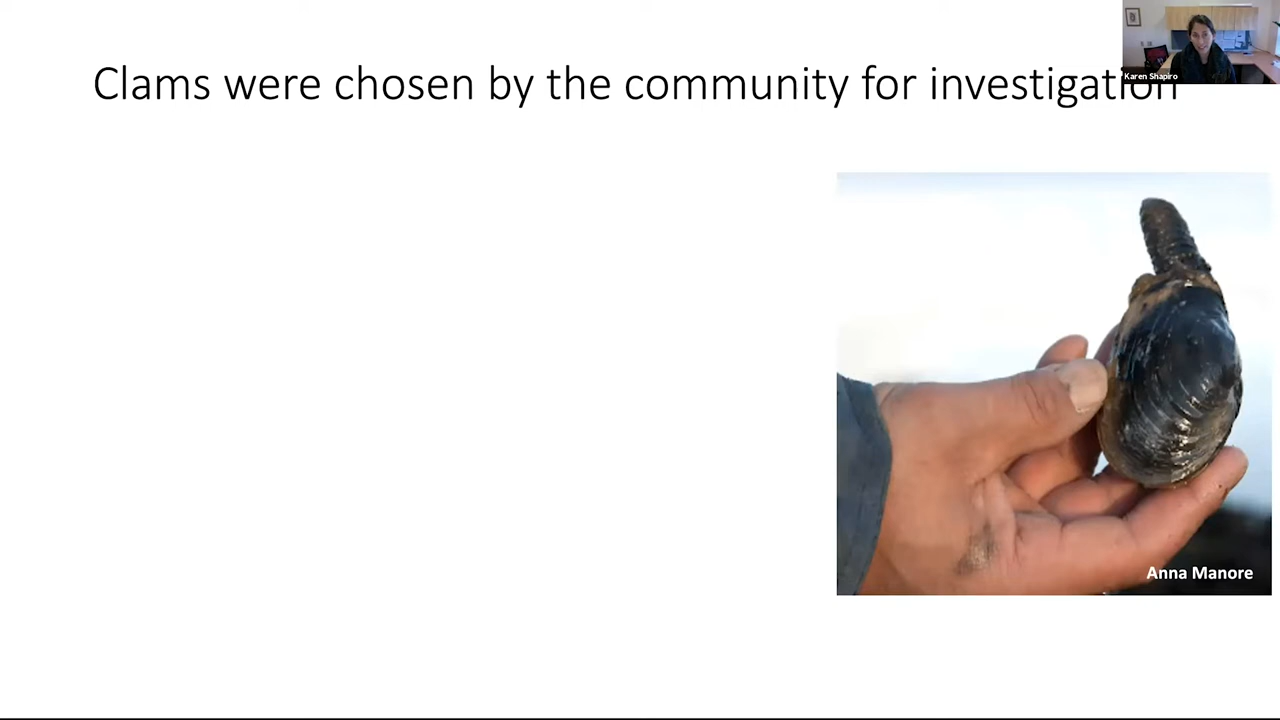 Clams were chosen by the community for investigation
Karen Shapiro
Anna Manore